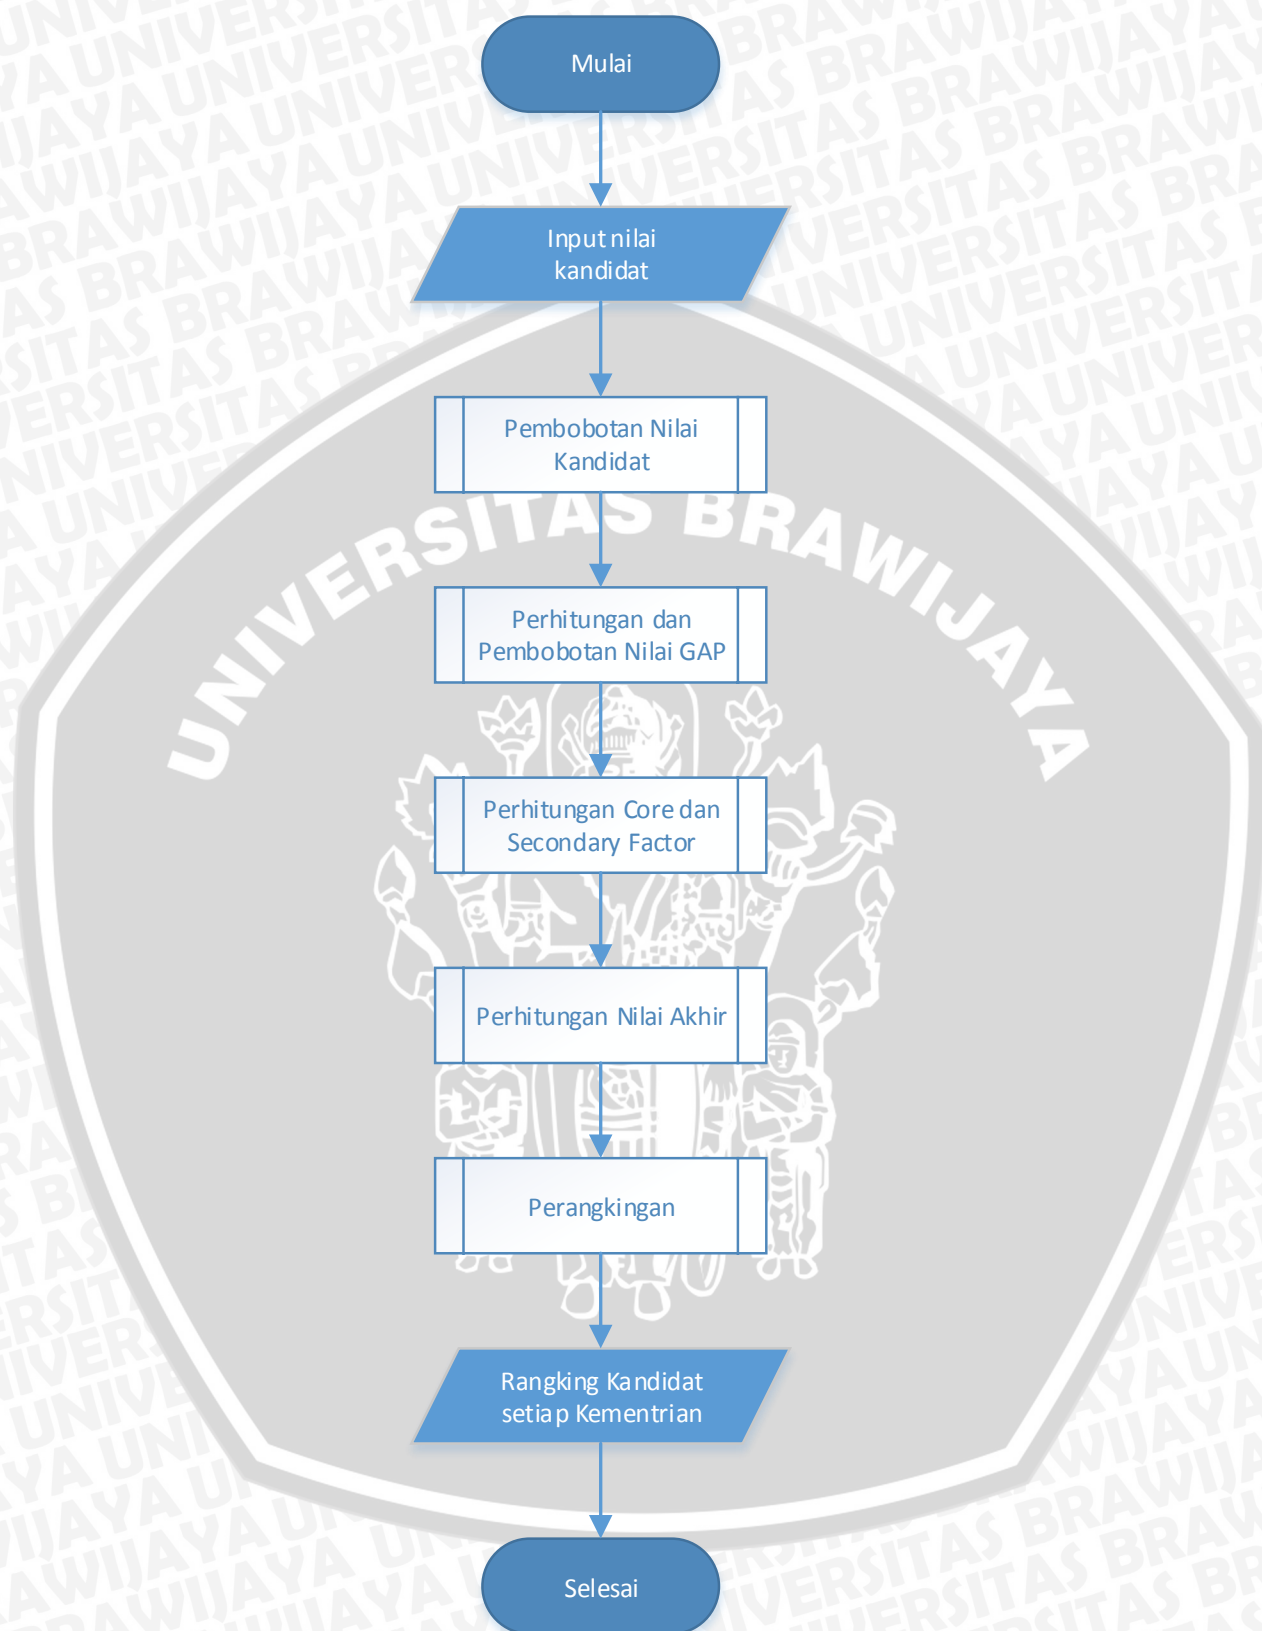 Mulai
Input nilai
kandidat
Pembobotan Nilai
Kandidat
UNIVERSITAS BRAWIJAYA
Perhitungan dan
Pembobotan Nilai GAP
Perhitungan Core dan
Secondary Factor
Perhitungan Nilai Akhir
Perangkingan
Rangking Kandidat
setiap Kementrian
Selesai